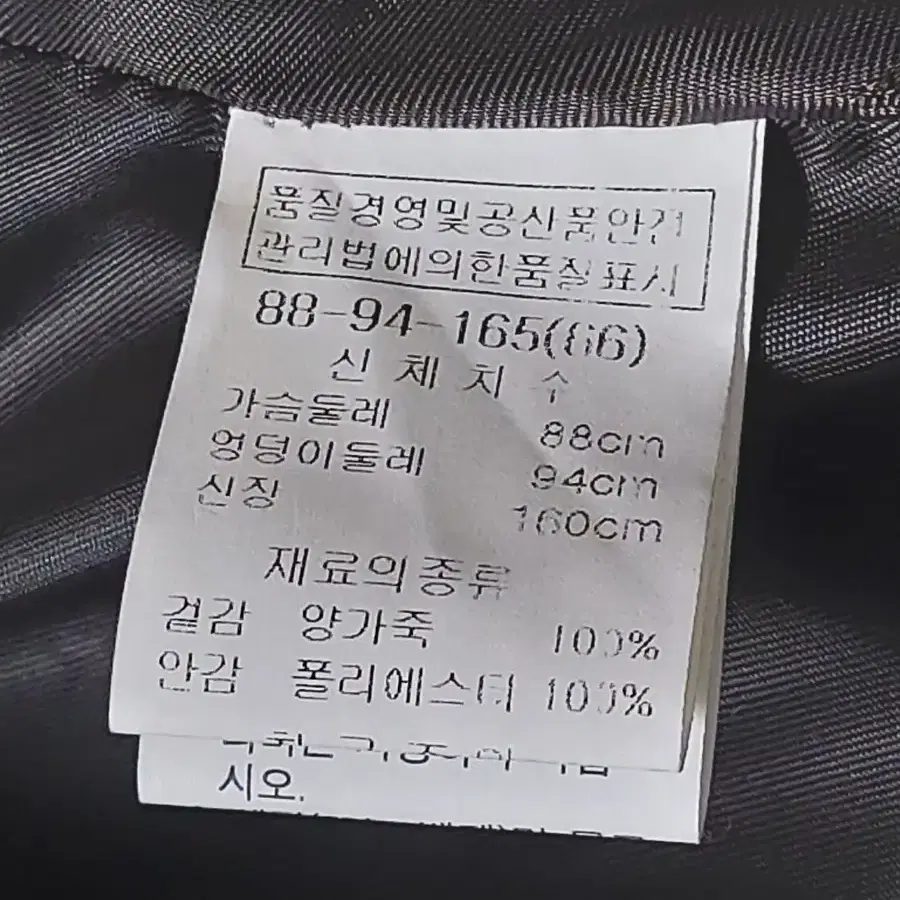 품질경영및공산품안전
관리법에의한품질표시
88-94-165(66)
신체치수
가슴둘레 88cm
엉덩이둘레 94cm
신장 160cm
재료의종류
겉감 양가죽 100%
안감 폴리에스터 100%
시오.